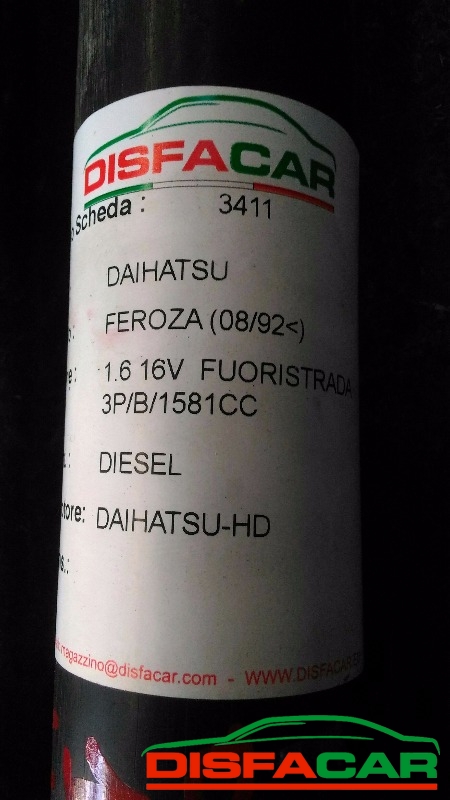 DISFACAR
Scheda : 3411
DAIHATSU
FEROZA (08/92<)
1.6 16V FUORISTRADA
3P/B/1581CC
DIESEL
DAIHATSU-HD
magazzino@disfacar.com - WWW.DISFACAR
DISFACAR